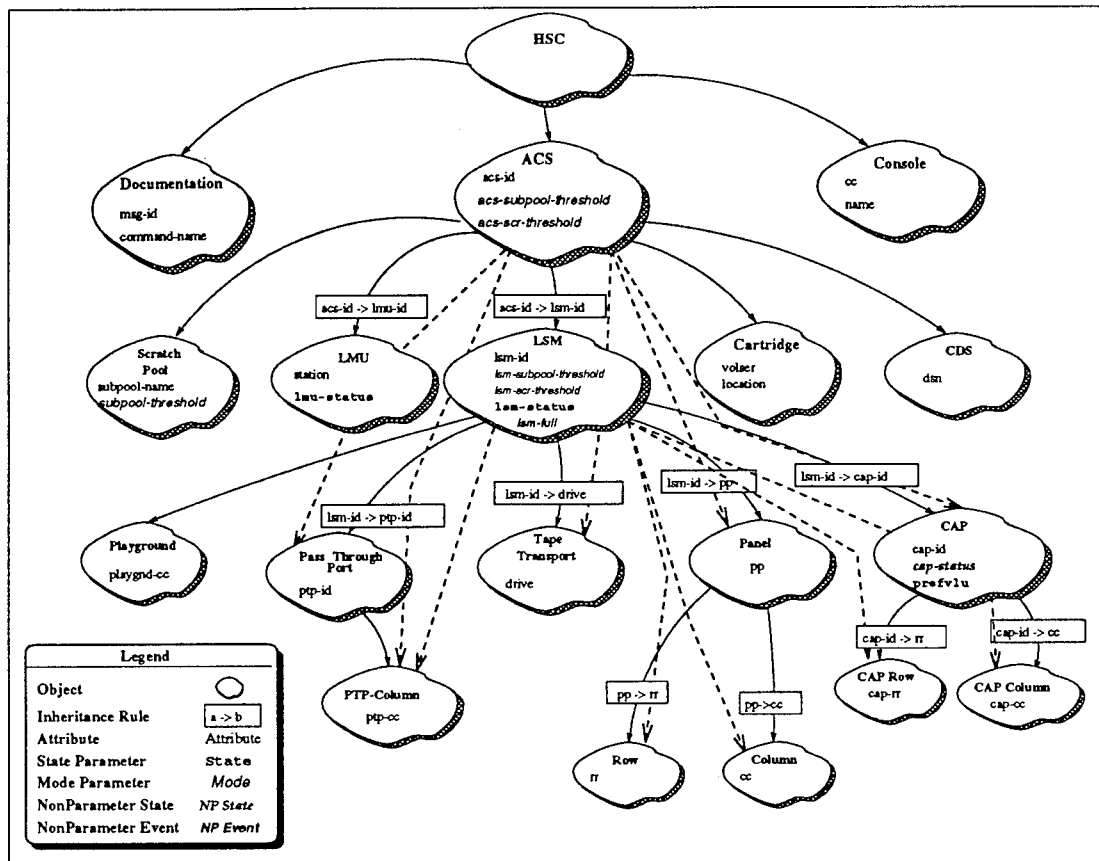 HSC
Documentation
msg-id
command-name
ACS
acs-id
acs-subpool-threshold
acs-scr-threshold
Console
cc
name
acs-id -> lmu-id
acs-id -> lsm-id
Scratch
Pool
subpool-name
subpool-threshold
LMU
station
lmu-status
LSM
lsm-id
lsm-subpool-threshold
lsm-scr-threshold
lsm-status
lsm-full
Cartridge
volser
location
CDS
dsn
lsm-id -> ptp-id
lsm-id -> drive
lsm-id -> pp
lsm-id -> cap-id
Playground
playgnd-cc
Pass Through
Port
ptp-id
Tape
Transport
drive
Panel
pp
CAP
cap-id
cap-status
prefvlu
cap-id -> rr
cap-id -> cc
PTP-Column
ptp-cc
pp -> rr
pp->cc
CAP Row
cap-rr
CAP Column
cap-cc
Row
rr
Column
cc
Legend
Object
Inheritance Rule a -> b
Attribute Attribute
State Parameter State
Mode Parameter Mode
NonParameter State NP State
NonParameter Event NP Event